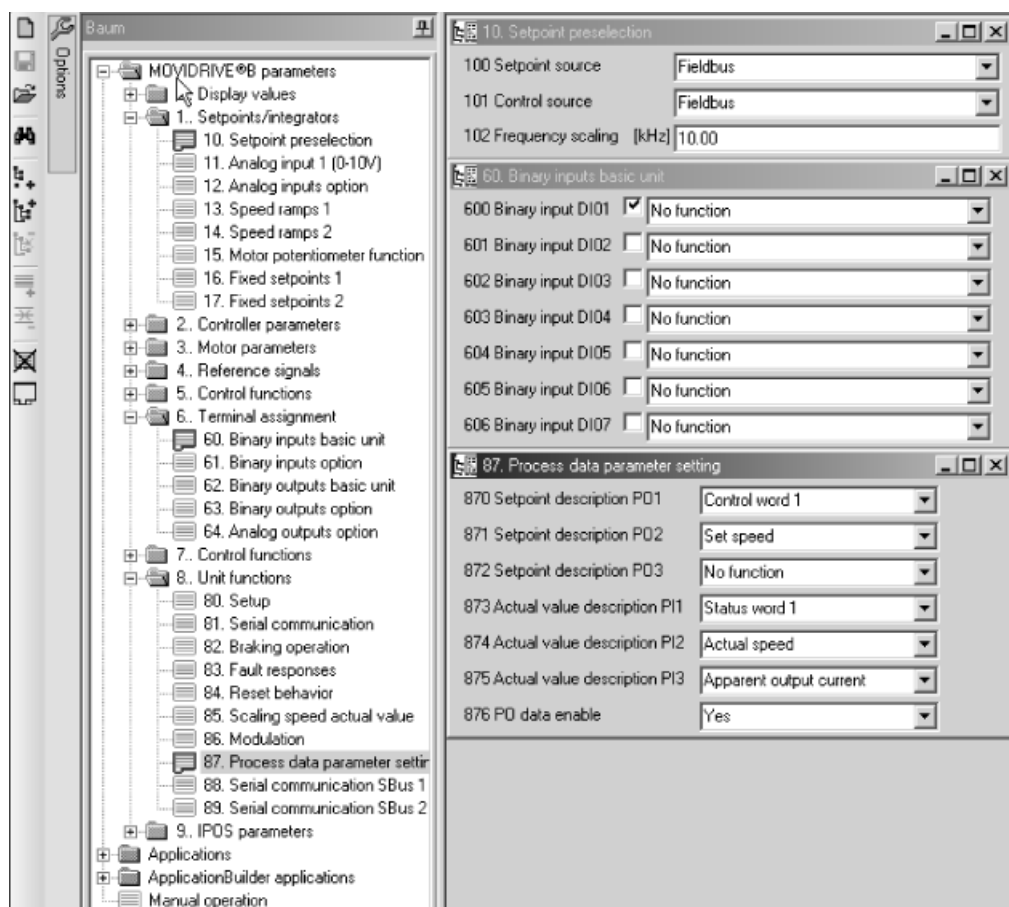 Options
Baum
MOVIDRIVE®B parameters
Display values
1.. Setpoints/integrators
10. Setpoint preselection
11. Analog input 1 (0-10V)
12. Analog inputs option
13. Speed ramps 1
14. Speed ramps 2
15. Motor potentiometer function
16. Fixed setpoints 1
17. Fixed setpoints 2
2.. Controller parameters
3.. Motor parameters
4.. Reference signals
5.. Control functions
6.. Terminal assignment
60. Binary inputs basic unit
61. Binary inputs option
62. Binary outputs basic unit
63. Binary outputs option
64. Analog outputs option
7.. Control functions
8.. Unit functions
80. Setup
81. Serial communication
82. Braking operation
83. Fault responses
84. Reset behavior
85. Scaling speed actual value
86. Modulation
87. Process data parameter settir
88. Serial communication SBus 1
89. Serial communication SBus 2
9.. IPOS parameters
Applications
ApplicationBuilder applications
Manual operation
10. Setpoint preselection
100 Setpoint source Fieldbus
101 Control source Fieldbus
102 Frequency scaling [kHz] 10.00
60. Binary inputs basic unit
600 Binary input DI01 No function
601 Binary input DI02 No function
602 Binary input DI03 No function
603 Binary input DI04 No function
604 Binary input DI05 No function
605 Binary input DI06 No function
606 Binary input DI07 No function
87. Process data parameter setting
870 Setpoint description PO1 Control word 1
871 Setpoint description PO2 Set speed
872 Setpoint description PO3 No function
873 Actual value description PI1 Status word 1
874 Actual value description PI2 Actual speed
875 Actual value description PI3 Apparent output current
876 PO data enable Yes